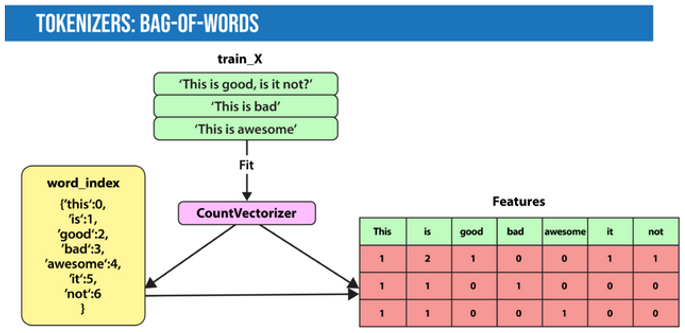 TOKENIZERS: BAG-OF-WORDS
train_X
‘This is good, is it not?’
‘This is bad’
‘This is awesome’
Fit
CountVectorizer
word_index
{‘this‘:0,
‘is‘:1,
‘good‘:2,
‘bad‘:3,
‘awesome‘:4,
‘it‘:5,
‘not‘:6
}
Features
This is good bad awesome it not
1 2 1 0 0 1 1
1 1 0 1 0 0 0
1 1 0 0 1 0 0